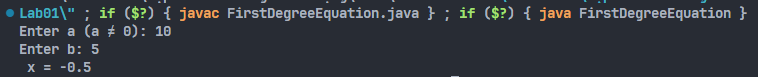 Lab01\" ; if ($?) { javac FirstDegreeEquation.java } ; if ($?) { java FirstDegreeEquation }
Enter a (a ≠ 0): 10
Enter b: 5
 x = -0.5